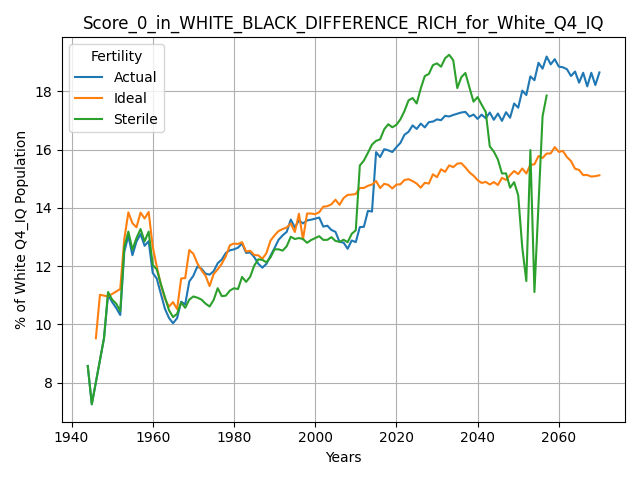 Score_0_in_WHITE_BLACK_DIFFERENCE_RICH_for_White_Q4_IQ
Fertility
Actual
Ideal
Sterile
% of White Q4_IQ Population
18
16
14
12
10
8
1940
1960
1980
2000
2020
2040
2060
Years